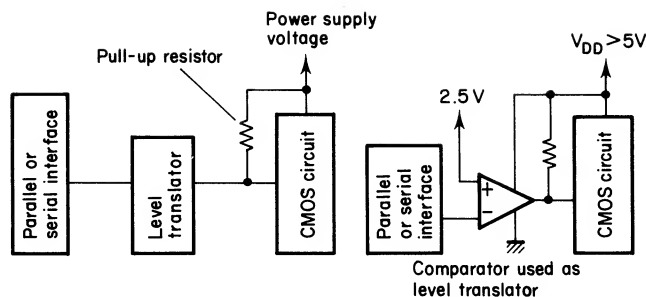 Power supply
voltage
Pull-up resistor
Parallel or
serial interface
Level
translator
CMOS circuit
V_DD >5V
2.5V
Parallel
or serial
interface
+
−
CMOS circuit
Comparator used as
level translator